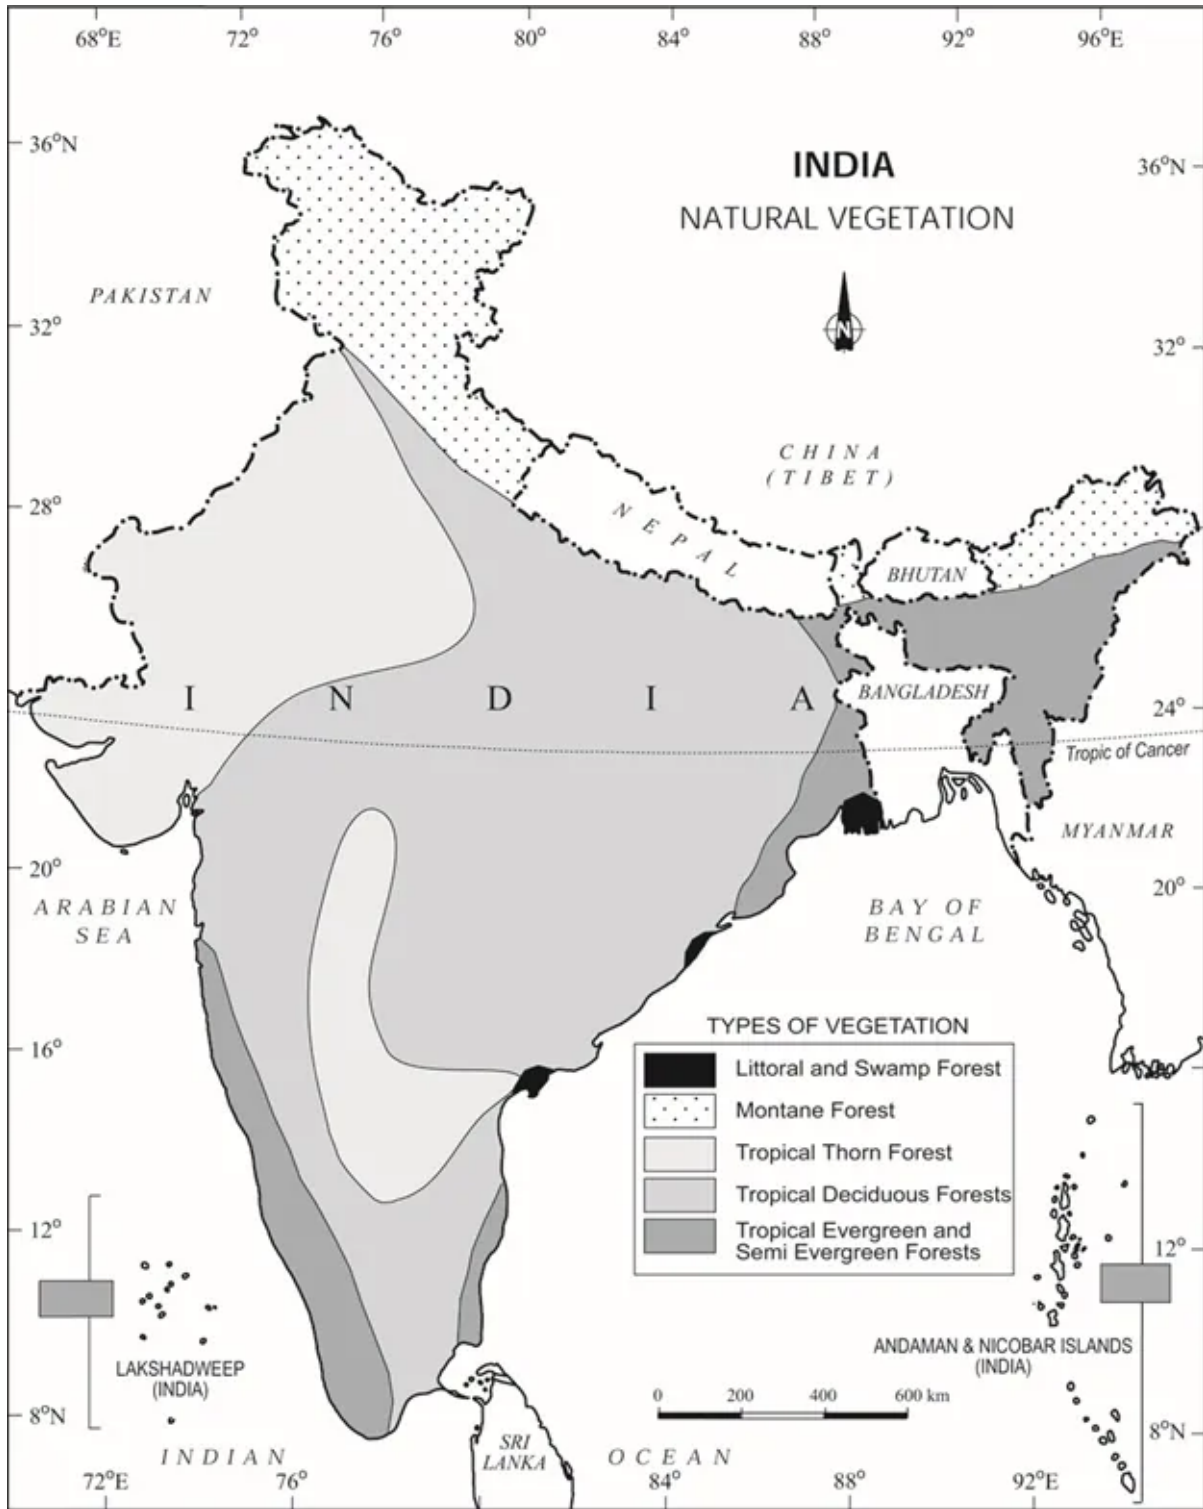 68°E 72° 76° 80° 84° 88° 92° 96°E
36°N
INDIA
36°N
NATURAL VEGETATION
PAKISTAN
N
32°
32°
CHINA
(TIBET)
28°
NEPAL
BHUTAN
I N D I A
BANGLADESH
24°
Tropic of Cancer
MYANMAR
20°
20°
ARABIAN
SEA
BAY OF
BENGAL
TYPES OF VEGETATION
16°
Littoral and Swamp Forest
Montane Forest
Tropical Thorn Forest
Tropical Deciduous Forests
Tropical Evergreen and
Semi Evergreen Forests
12°
12°
LAKSHADWEEP
(INDIA)
ANDAMAN & NICOBAR ISLANDS
(INDIA)
0 200 400 600 km
8°N
8°N
SRI
LANKA
INDIAN OCEAN
72°E 76° 84° 88° 92°E